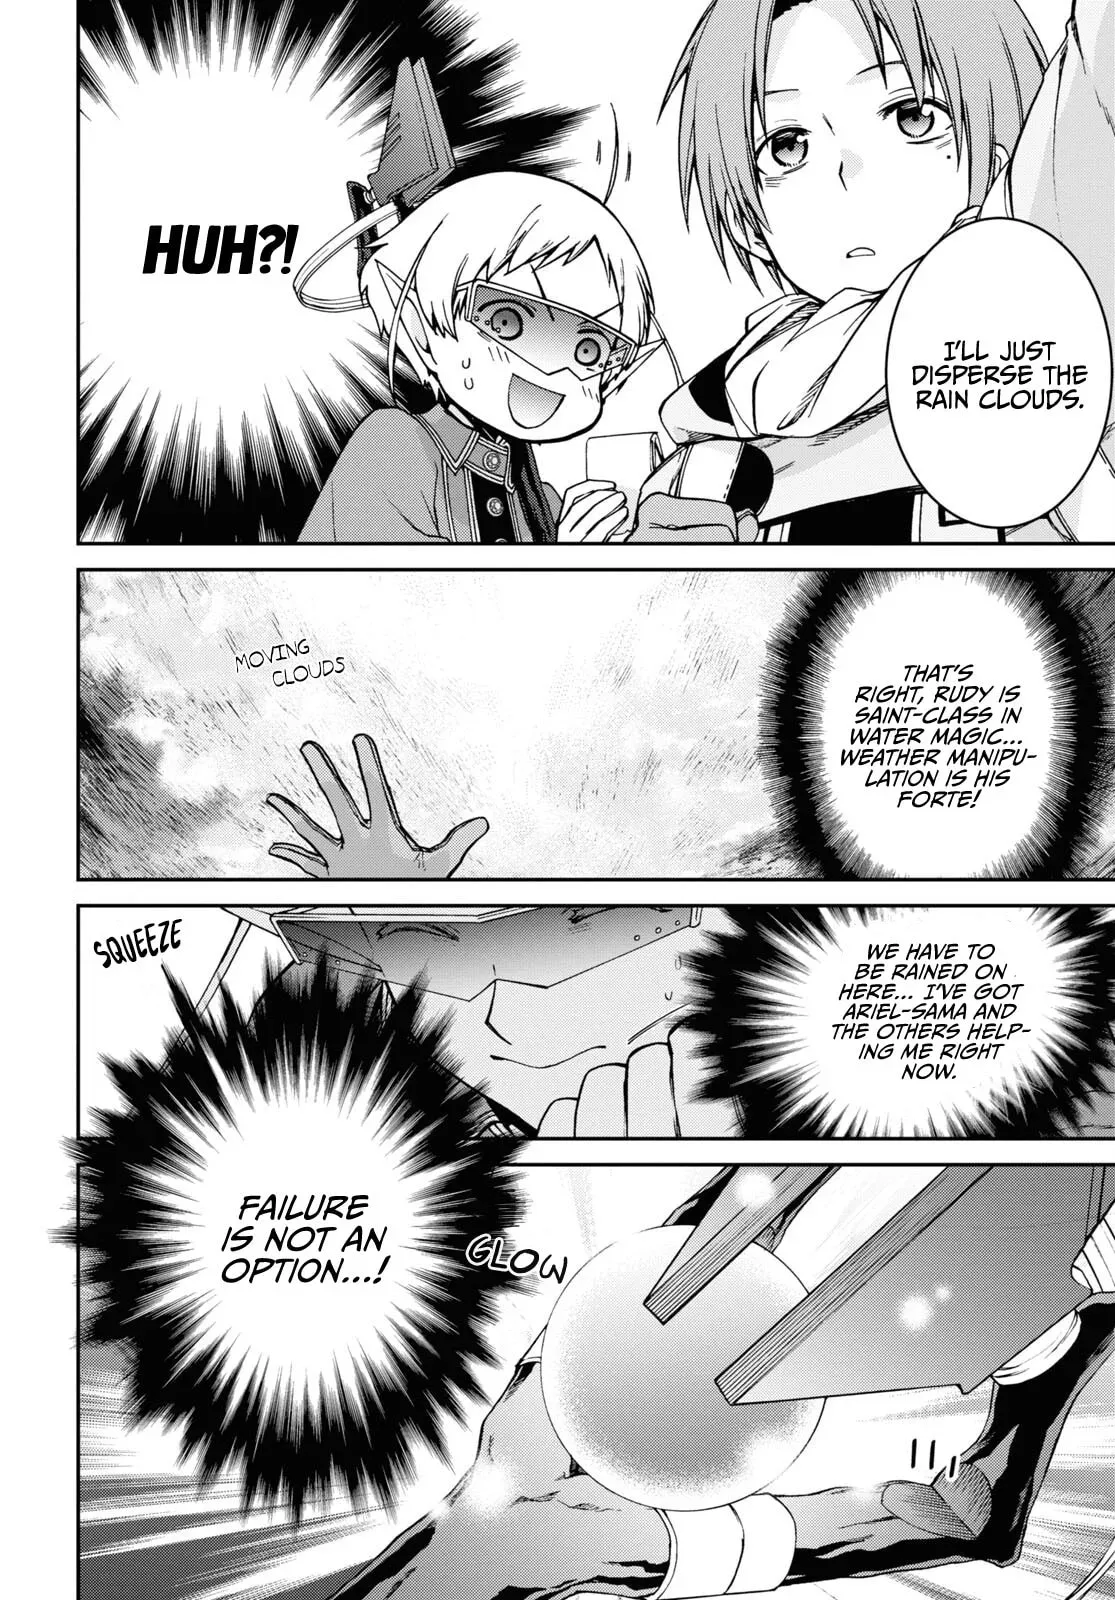 I'LL JUST
DISPERSE THE
RAIN CLOUDS.
HUH?!
THAT'S
RIGHT, RUDY IS
SAINT-CLASS IN
WATER MAGIC...
WEATHER MANIPU-
LATION IS HIS
FORTE!
MOVING
CLOUDS
WE HAVE TO
BE RAINED ON
HERE... I'VE GOT
ARIEL-SAMA AND
THE OTHERS HELP-
ING ME RIGHT
NOW.
SQUEEZE
FAILURE
IS NOT AN
OPTION...!
GLOW